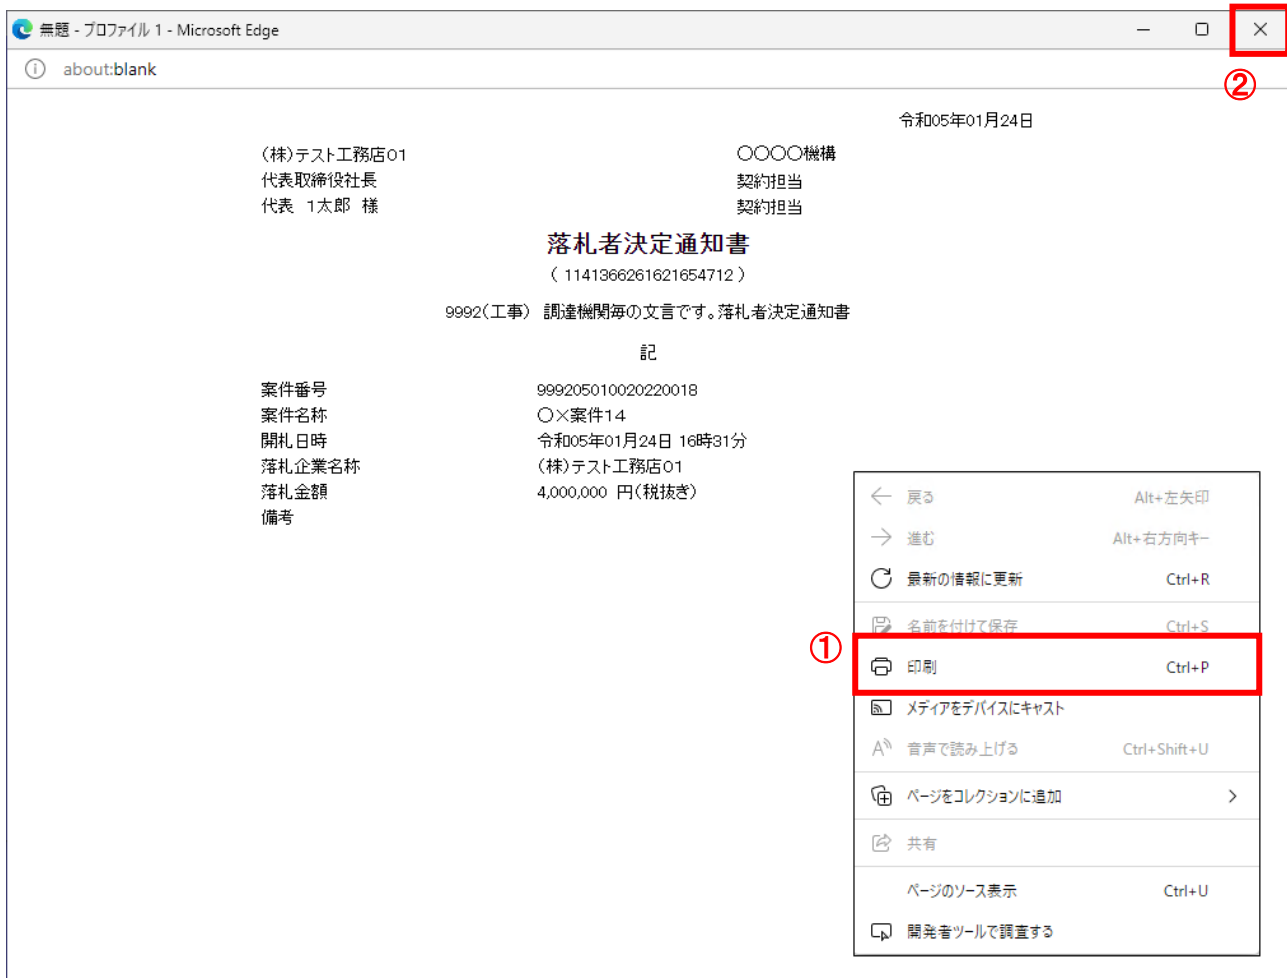 無題 - プロファイル 1 - Microsoft Edge
about:blank
②
令和05年01月24日
(株)テスト工務店01
代表取締役社長
代表 1太郎 様
〇〇〇〇機構
契約担当
契約担当
落札者決定通知書
( 1141366261621654712 )
9992(工事) 調達機関毎の文言です。落札者決定通知書
記
案件番号 999205010020220018
案件名称 〇×案件14
開札日時 令和05年01月24日 16時31分
落札企業名称 (株)テスト工務店01
落札金額 4,000,000 円(税抜き)
備考
戻る Alt+左矢印
進む Alt+右方向キー
最新の情報に更新 Ctrl+R
名前を付けて保存 Ctrl+S
①
印刷 Ctrl+P
メディアをデバイスにキャスト
音声で読み上げる Ctrl+Shift+U
ページをコレクションに追加
共有
ページのソース表示 Ctrl+U
開発者ツールで調査する